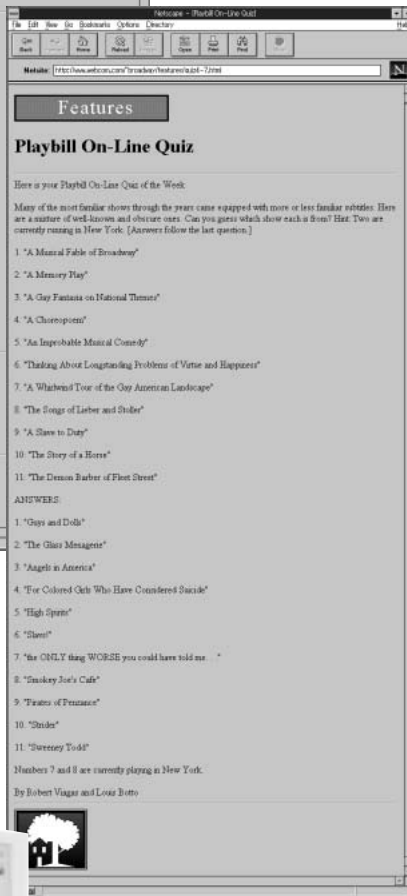 Netscape - [Playbill On-Line Quiz]
File Edit View Go Bookmarks Options Directory Help
Back Home Reload Open Print Find
Netsite: http://www.webcom.com/~broadway/features/quiz6-7.html
N
Features
Playbill On-Line Quiz
Here is your Playbill On-Line Quiz of the Week
Many of the most familiar shows through the years came equipped with more or less familiar subtitles. Here
are a mixture of well-known and obscure ones. Can you guess which show each is from? Hint: Two are
currently running in New York. [Answers follow the last question.]
1. "A Musical Fable of Broadway"
2. "A Memory Play"
3. "A Gay Fantasia on National Themes"
4. "A Choreopoem"
5. "An Improbable Musical Comedy"
6. "Thinking About Longstanding Problems of Virtue and Happiness"
7. "A Whirlwind Tour of the Gay American Landscape"
8. "The Songs of Lieber and Stoller"
9. "A Slave to Duty"
10. "The Story of a Horse"
11. "The Demon Barber of Fleet Street"
ANSWERS:
1. "Guys and Dolls"
2. "The Glass Menagerie"
3. "Angels in America"
4. "For Colored Girls Who Have Considered Suicide"
5. "High Spirits"
6. "Slavs!"
7. "the ONLY thing WORSE you could have told me . . ."
8. "Smokey Joe's Cafe"
9. "Pirates of Penzance"
10. "Strider"
11. "Sweeney Todd"
Numbers 7 and 8 are currently playing in New York.
By Robert Viagas and Louis Botto